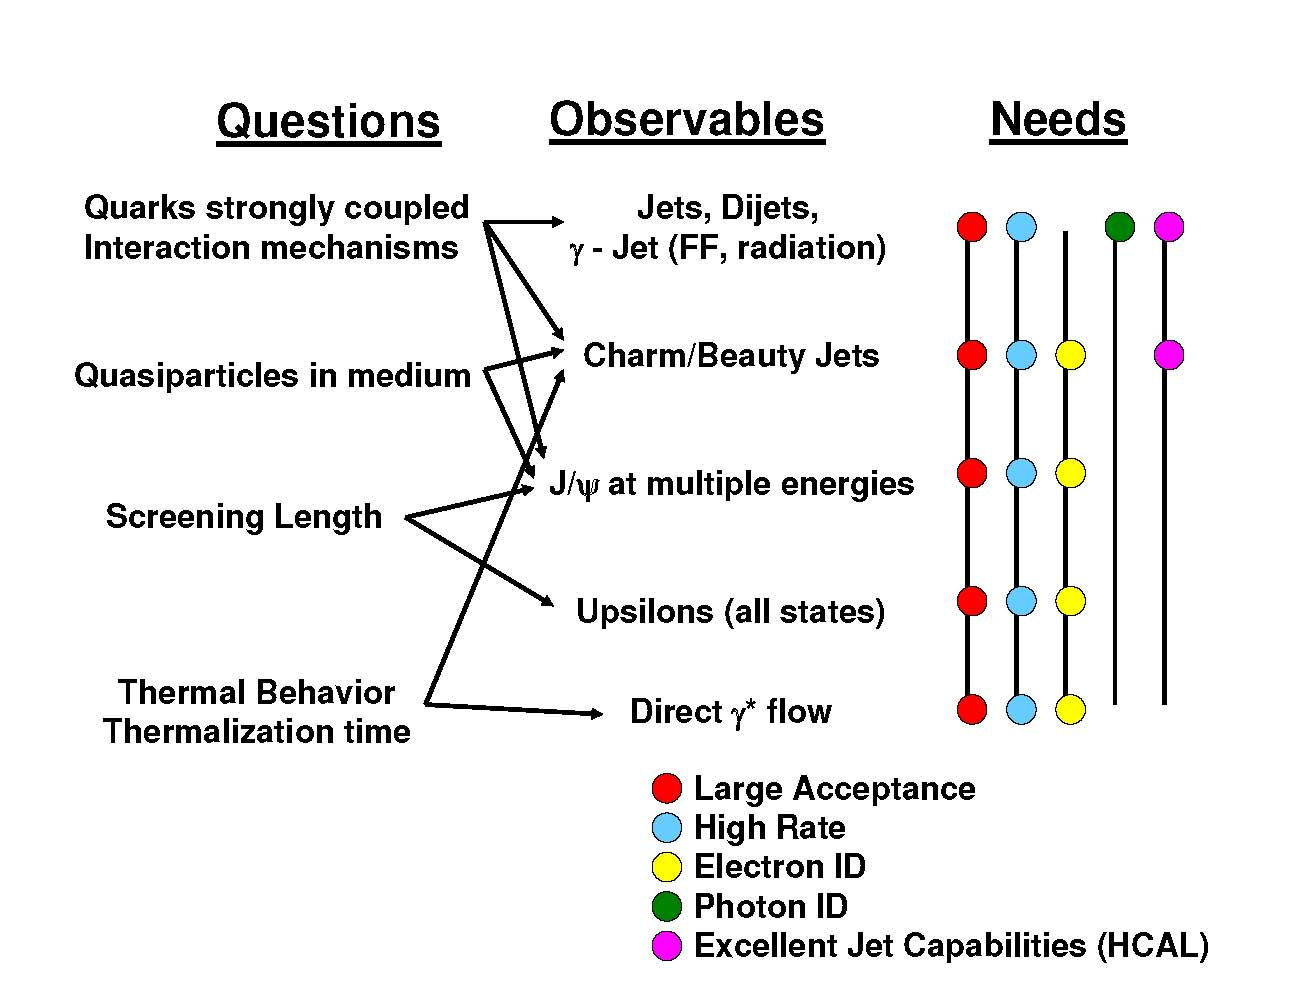 Questions
Observables
Needs
Quarks strongly coupled
Interaction mechanisms
Jets, Dijets,
γ - Jet (FF, radiation)
Quasiparticles in medium
Charm/Beauty Jets
Screening Length
J/ψ at multiple energies
Upsilons (all states)
Thermal Behavior
Thermalization time
Direct γ* flow
Large Acceptance
High Rate
Electron ID
Photon ID
Excellent Jet Capabilities (HCAL)